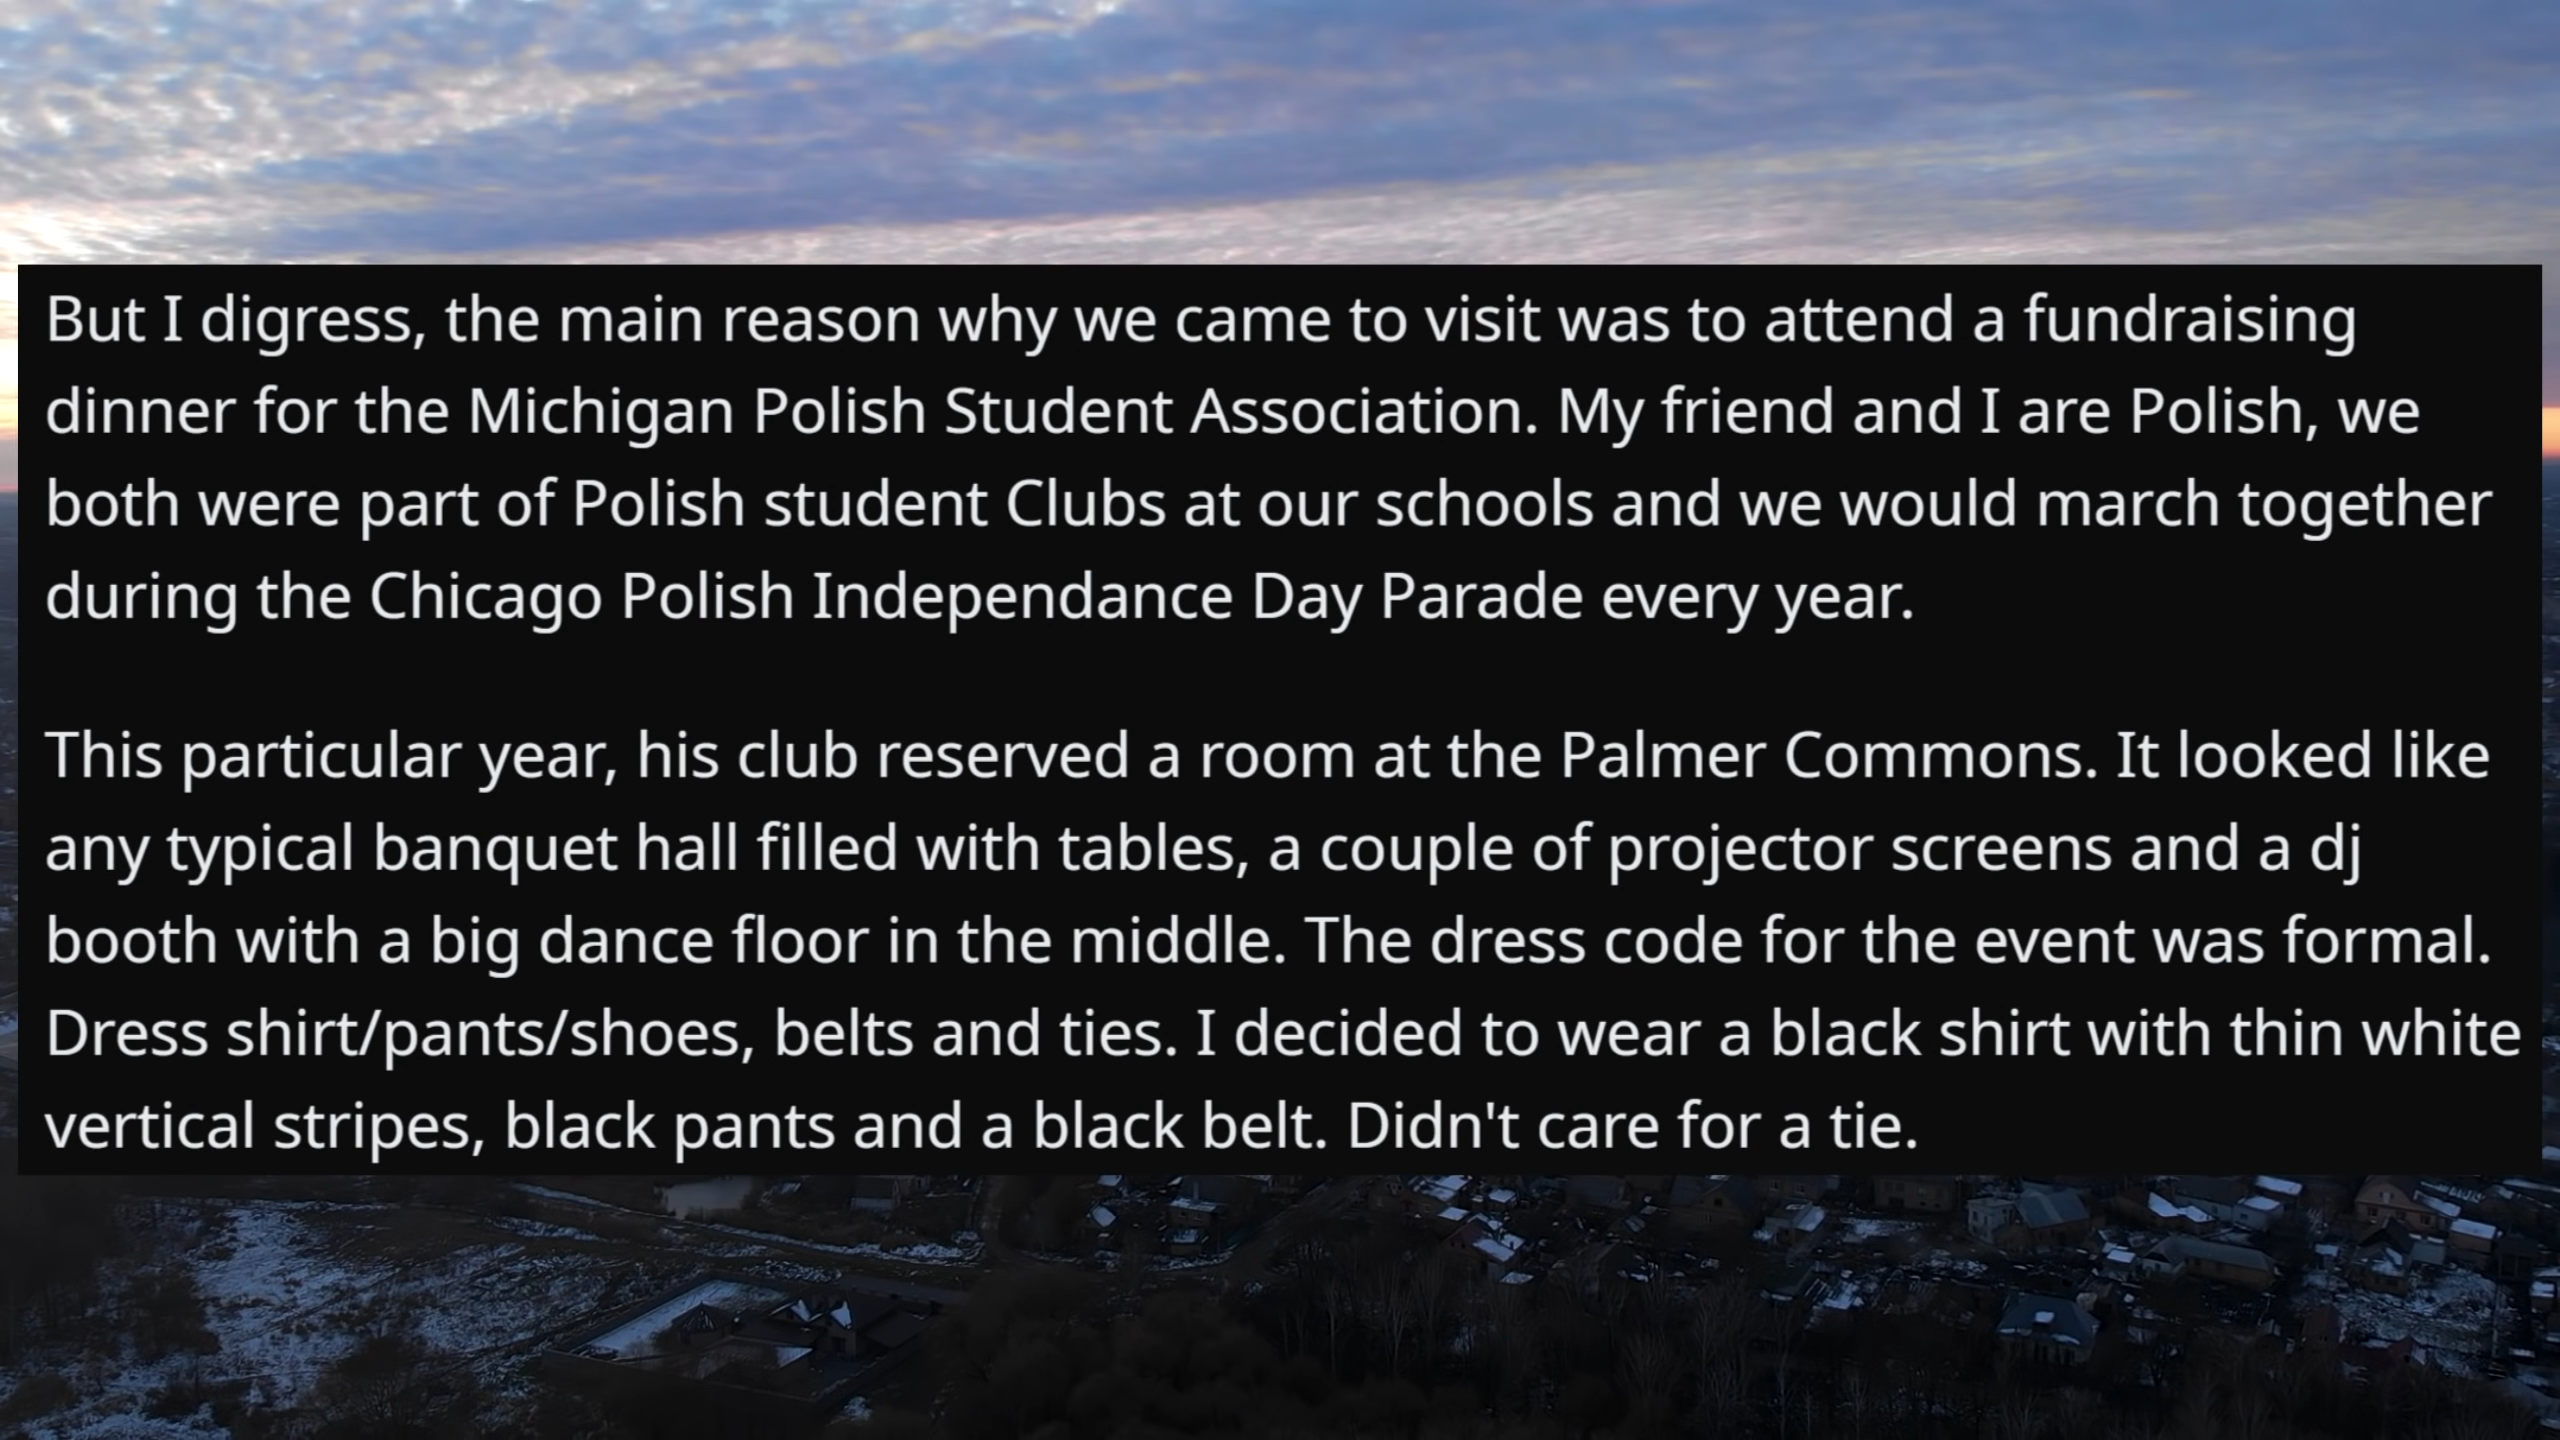 But I digress, the main reason why we came to visit was to attend a fundraising
dinner for the Michigan Polish Student Association. My friend and I are Polish, we
both were part of Polish student Clubs at our schools and we would march together
during the Chicago Polish Independance Day Parade every year.
This particular year, his club reserved a room at the Palmer Commons. It looked like
any typical banquet hall filled with tables, a couple of projector screens and a dj
booth with a big dance floor in the middle. The dress code for the event was formal.
Dress shirt/pants/shoes, belts and ties. I decided to wear a black shirt with thin white
vertical stripes, black pants and a black belt. Didn't care for a tie.